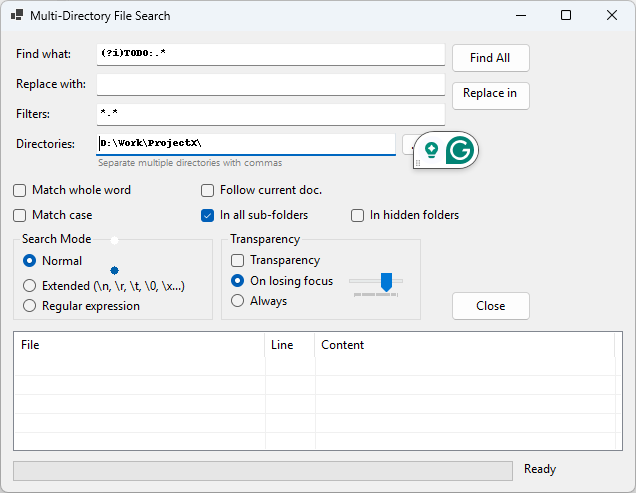 Multi-Directory File Search
Find what: (?i)TODO:.* Find All
Replace with: Replace in
Filters: *.*
Directories: D:\Work\ProjectX\
Separate multiple directories with commas
Match whole word Follow current doc.
Match case In all sub-folders In hidden folders
Search Mode Transparency
Normal Transparency
Extended (\n, \r, \t, \0, \x...) On losing focus
Regular expression Always Close
File Line Content
Ready